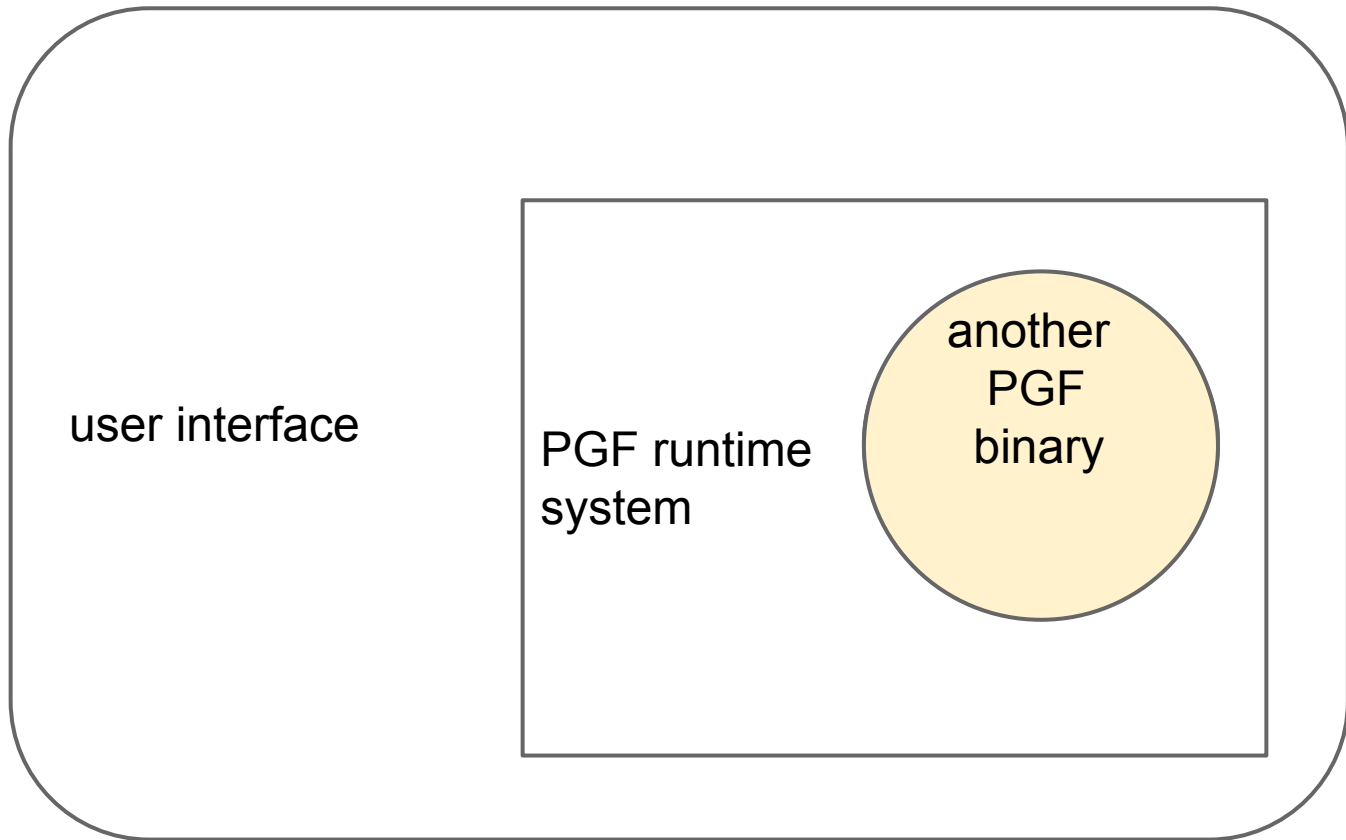 user interface
PGF runtime
system
another
PGF
binary